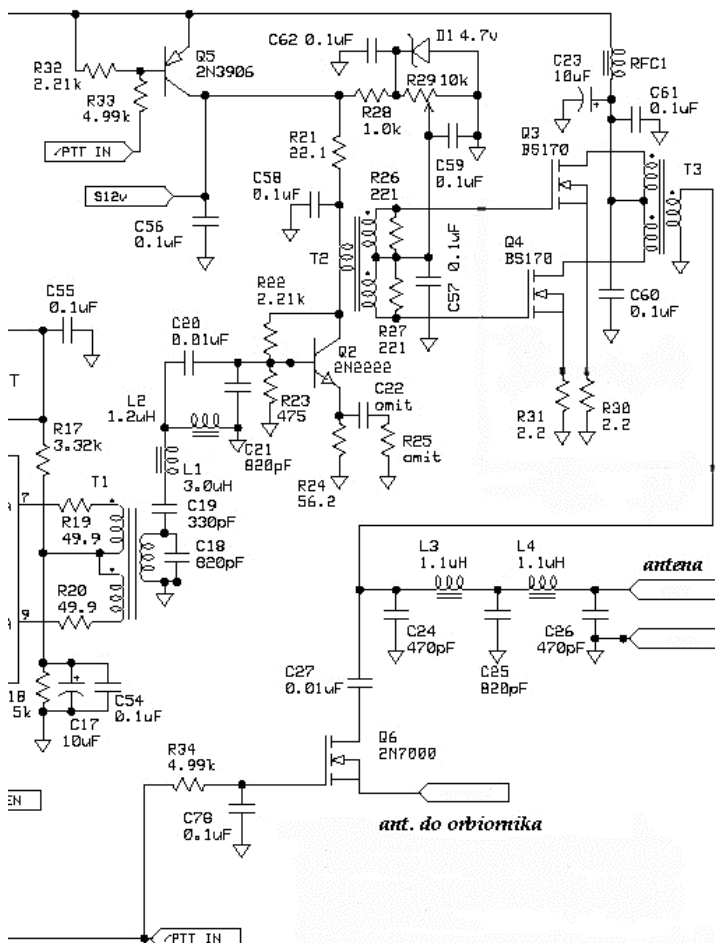 C62 0.1uF
D1 4.7v
Q5
2N3906
R32
2.21k
R33
4.99k
/PTT IN
S12v
C56
0.1uF
R21
22.1
R28
1.0k
R29 10k
C59
0.1uF
C58
0.1uF
R26
221
T2
0.1uF
C57
R27
221
C23
10uF
RFC1
C61
0.1uF
Q3
BS170
T3
Q4
BS170
C60
0.1uF
R31
2.2
R30
2.2
C55
0.1uF
T
C20
0.01uF
R22
2.21k
Q2
2N2222
R23
475
C22
omit
R25
omit
R24
56.2
L2
1.2uH
C21
820pF
L1
3.0uH
C19
330pF
C18
820pF
R17
3.32k
T1
7
R19
49.9
R20
49.9
9
18
5k
C17
10uF
C54
0.1uF
L3
1.1uH
L4
1.1uH
antena
C24
470pF
C25
820pF
C26
470pF
C27
0.01uF
Q6
2N7000
R34
4.99k
C78
0.1uF
ant. do orbiornika
EN
/PTT IN